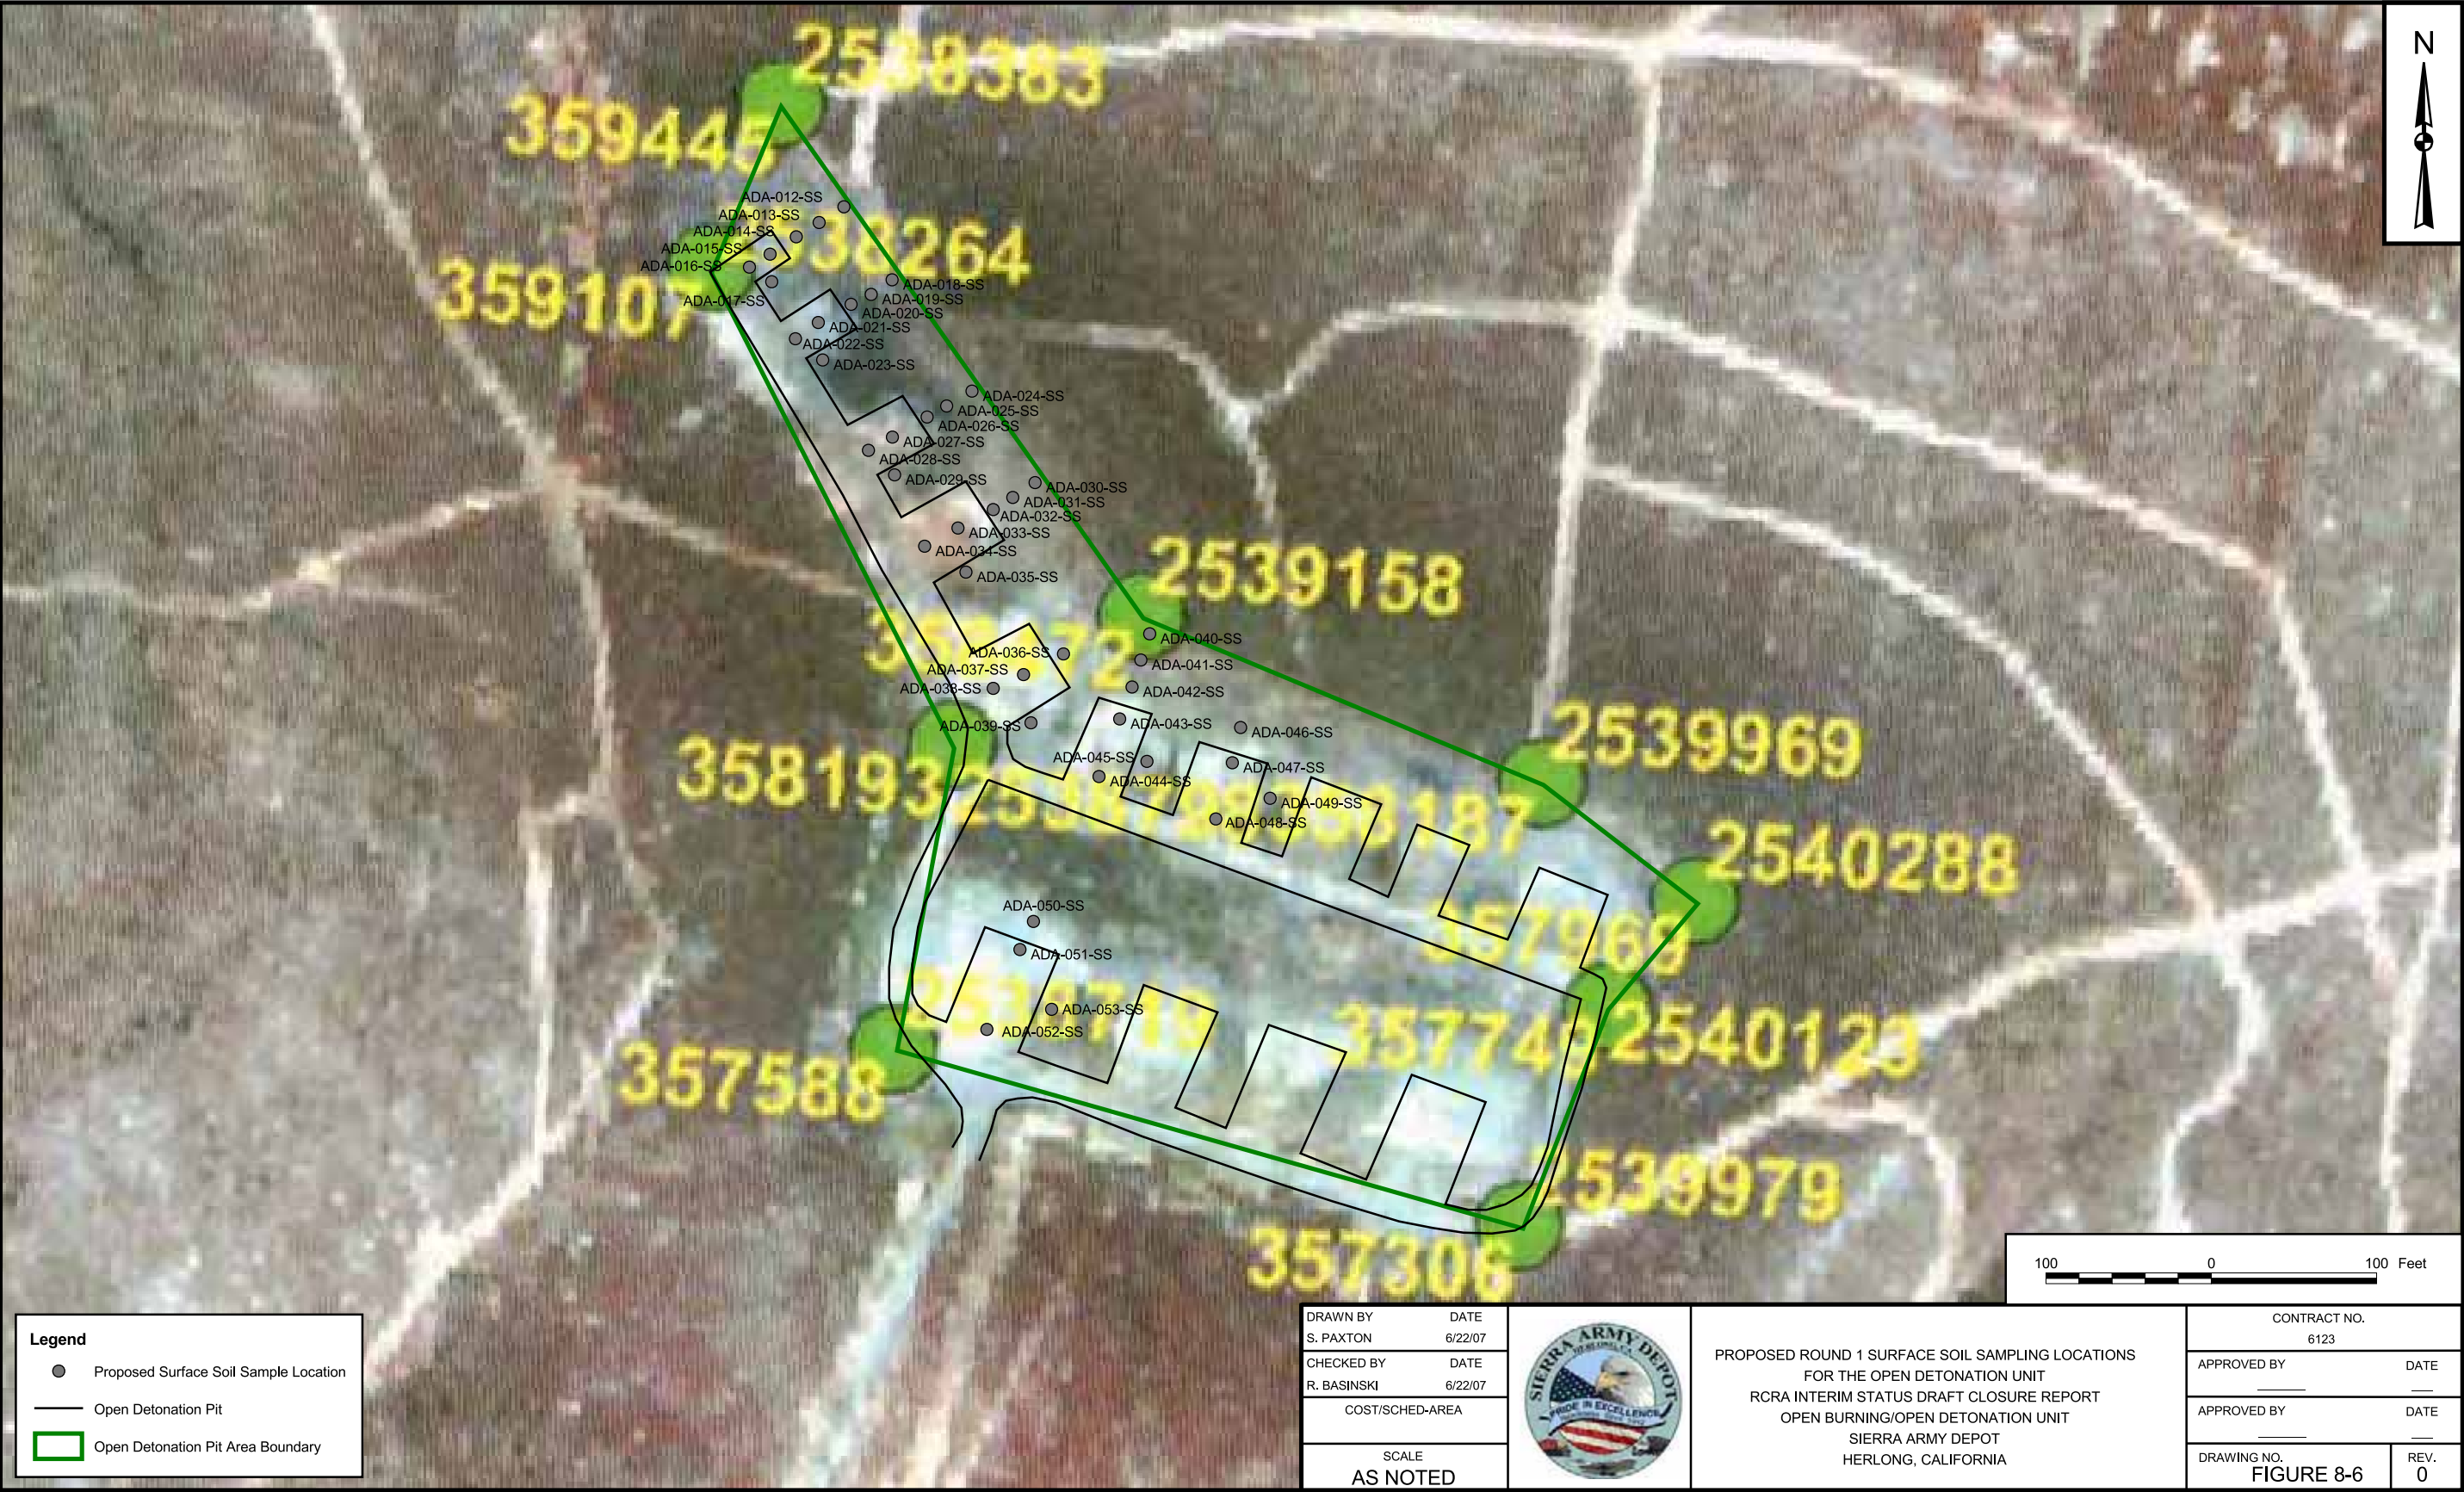 N
2538383
359445
ADA-012-SS
ADA-013-SS
ADA-014-SS
ADA-015-SS
ADA-016-SS
ADA-017-SS
359107
ADA-018-SS
ADA-019-SS
ADA-020-SS
ADA-021-SS
ADA-022-SS
ADA-023-SS
ADA-024-SS
ADA-025-SS
ADA-026-SS
ADA-027-SS
ADA-028-SS
ADA-029-SS
ADA-030-SS
ADA-031-SS
ADA-032-SS
ADA-033-SS
ADA-034-SS
ADA-035-SS
2539158
ADA-036-SS
ADA-037-SS
ADA-038-SS
ADA-039-SS
ADA-040-SS
ADA-041-SS
ADA-042-SS
ADA-043-SS
ADA-045-SS
ADA-044-SS
ADA-046-SS
ADA-047-SS
ADA-049-SS
ADA-048-SS
2539969
358193
2540288
357969
ADA-050-SS
ADA-051-SS
ADA-053-SS
ADA-052-SS
2540123
357588
2539979
357306
100 0 100 Feet
Legend
Proposed Surface Soil Sample Location
Open Detonation Pit
Open Detonation Pit Area Boundary
DRAWN BY DATE
S. PAXTON 6/22/07
CHECKED BY DATE
R. BASINSKI 6/22/07
COST/SCHED-AREA
SCALE
AS NOTED
SIERRA ARMY DEPOT
HERLONG, CA
PRIDE IN EXCELLENCE
PROPOSED ROUND 1 SURFACE SOIL SAMPLING LOCATIONS
FOR THE OPEN DETONATION UNIT
RCRA INTERIM STATUS DRAFT CLOSURE REPORT
OPEN BURNING/OPEN DETONATION UNIT
SIERRA ARMY DEPOT
HERLONG, CALIFORNIA
CONTRACT NO.
6123
APPROVED BY DATE
APPROVED BY DATE
DRAWING NO.
FIGURE 8-6
REV.
0